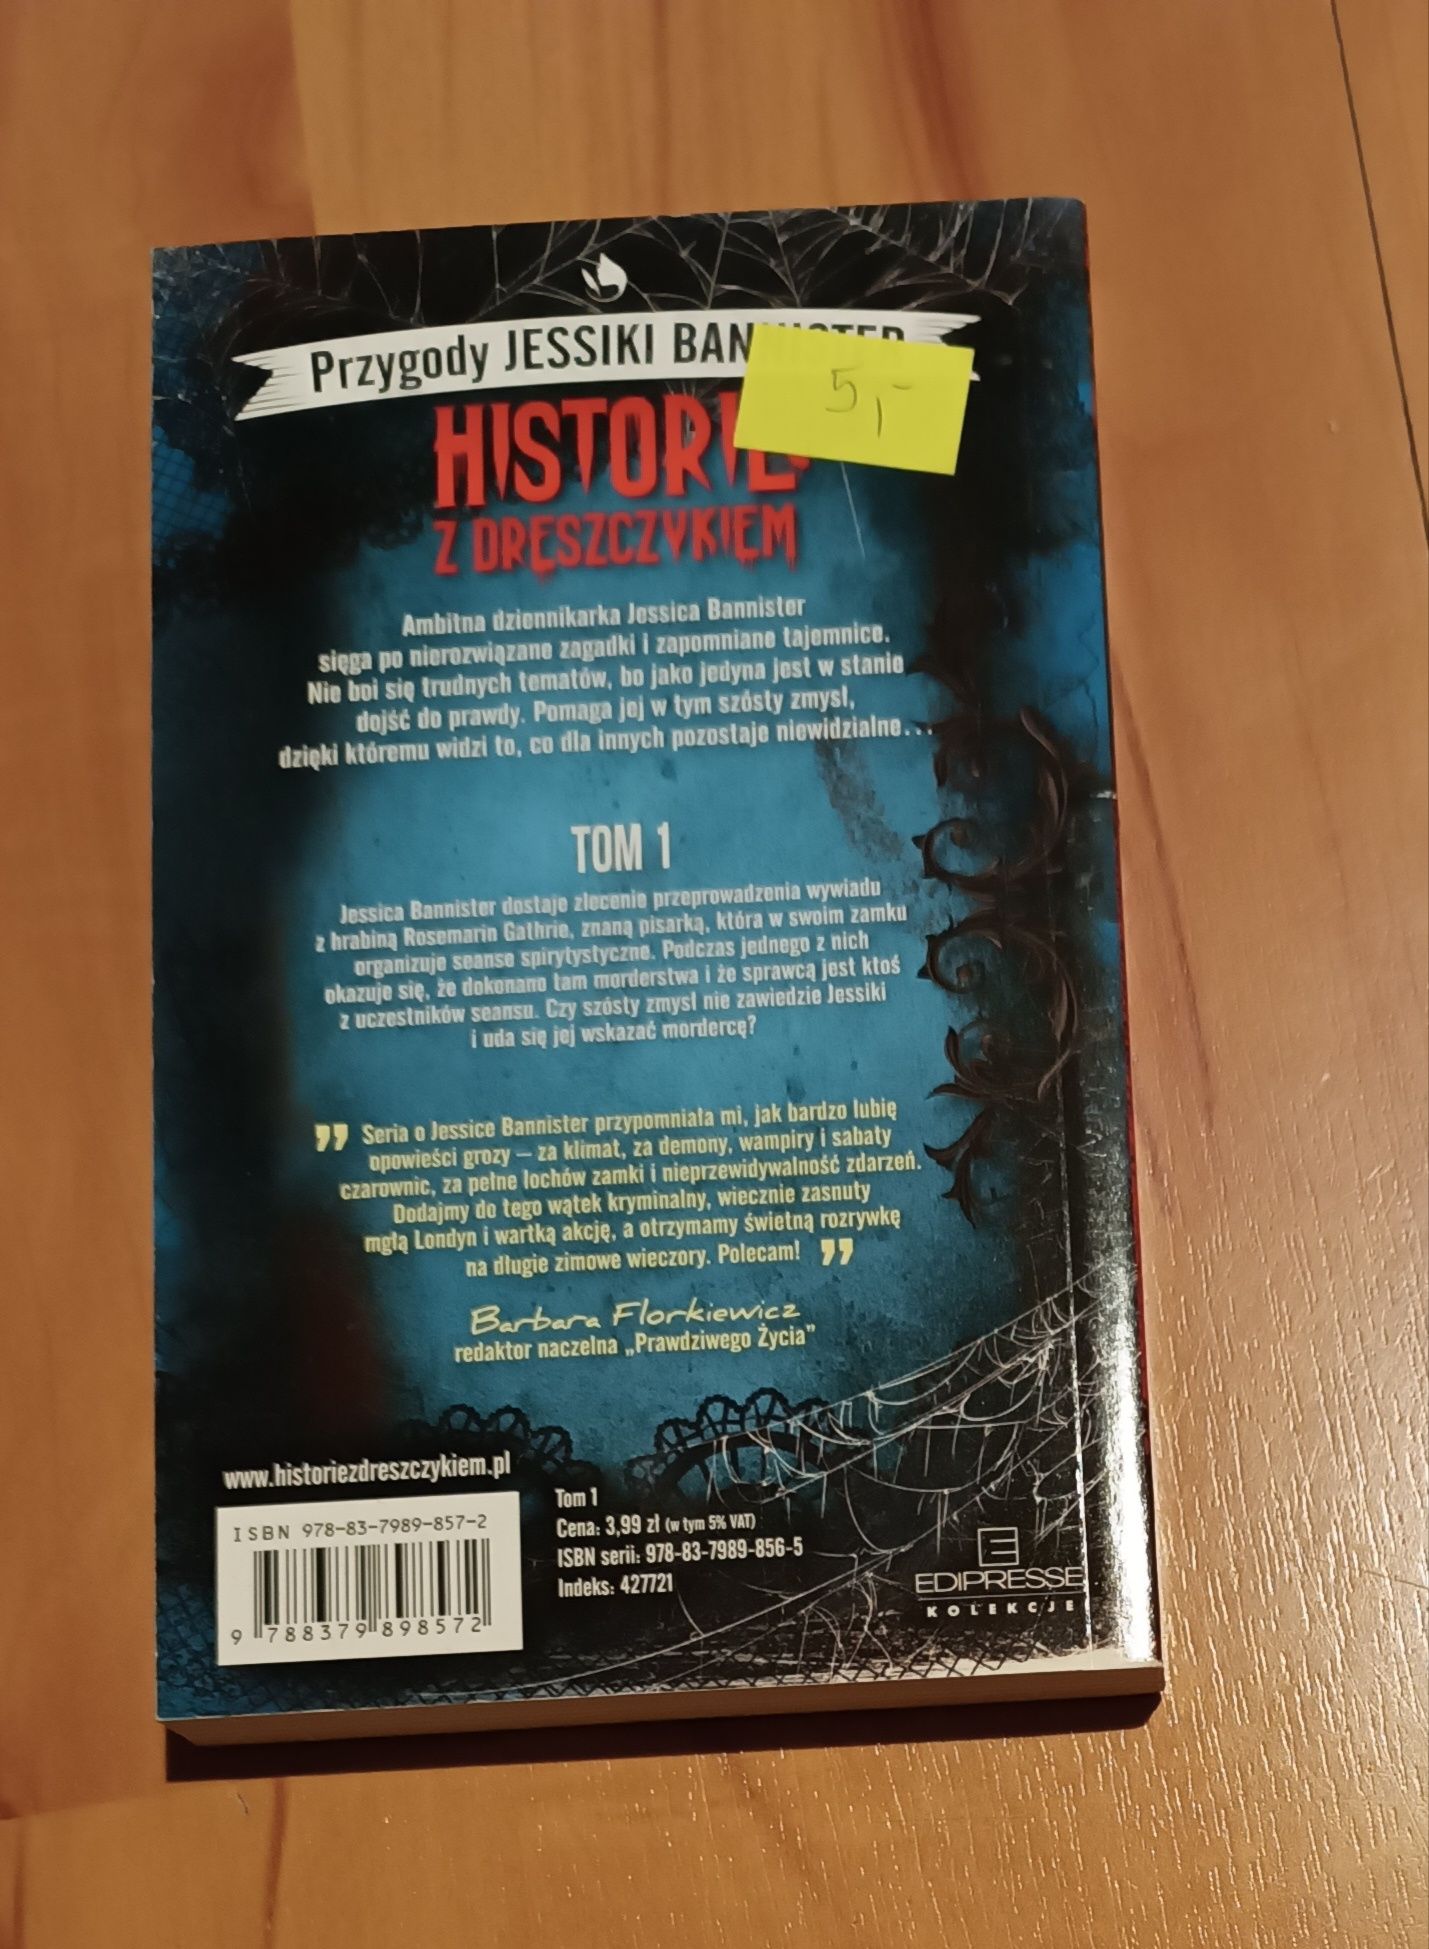 Przygody JESSIKI
5,-
HISTORIE
Z DRESZCZYKIEM
Ambitna dziennikarka Jessica Bannister
sięga po nierozwiązane zagadki i zapomniane tajemnice.
Nie boi się trudnych tematów, bo jako jedyna jest w stanie
dojść do prawdy. Pomaga jej w tym szósty zmysł,
dzięki któremu widzi to, co dla innych pozostaje niewidzialne...
TOM 1
Jessica Bannister dostaje zlecenie przeprowadzenia wywiadu
z hrabiną Rosemarin Gathrie, znaną pisarką, która w swoim zamku
organizuje seanse spirytystyczne. Podczas jednego z nich
okazuje się, że dokonano tam morderstwa i że sprawcą jest ktoś
z uczestników seansu. Czy szósty zmysł nie zawiedzie Jessiki
i uda się jej wskazać mordercę?
" Seria o Jessice Bannister przypomniała mi, jak bardzo lubię
opowieści grozy – za klimat, za demony, wampiry i sabaty
czarownic, za pełne lochów zamki i nieprzewidywalność zdarzeń.
Dodajmy do tego wątek kryminalny, wiecznie zasnuty
mgłą Londyn i wartką akcję, a otrzymamy świetną rozrywkę
na długie zimowe wieczory. Polecam! "
Barbara Florkiewicz
redaktor naczelna „Prawdziwego Życia"
www.historiezdreszczykiem.pl
ISBN 978-83-7989-857-2
9 788379 898572
Tom 1
Cena: 3,99 zł (w tym 5% VAT)
ISBN serii: 978-83-7989-856-5
Indeks: 427721
E
EDIPRESSE
KOLEKCJE